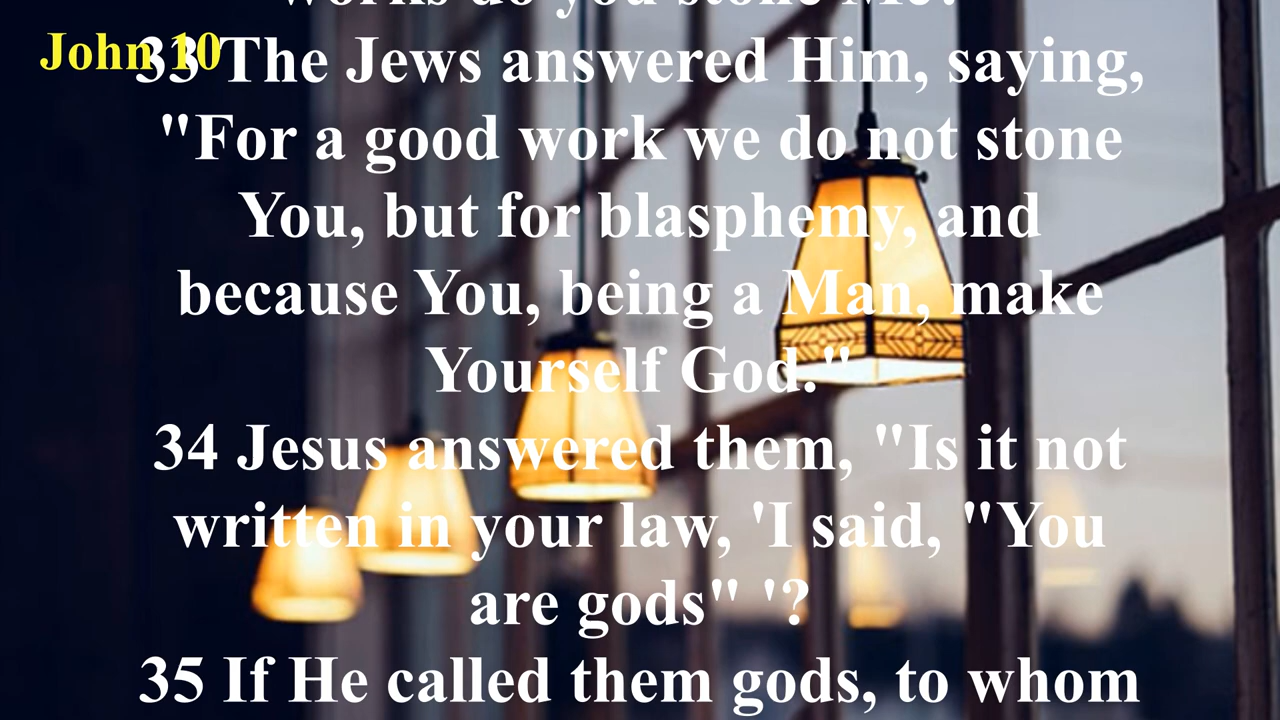 works do you stone Me?"
John 10
33 The Jews answered Him, saying,
"For a good work we do not stone
You, but for blasphemy, and
because You, being a Man, make
Yourself God."
34 Jesus answered them, "Is it not
written in your law, 'I said, "You
are gods" '?
35 If He called them gods, to whom